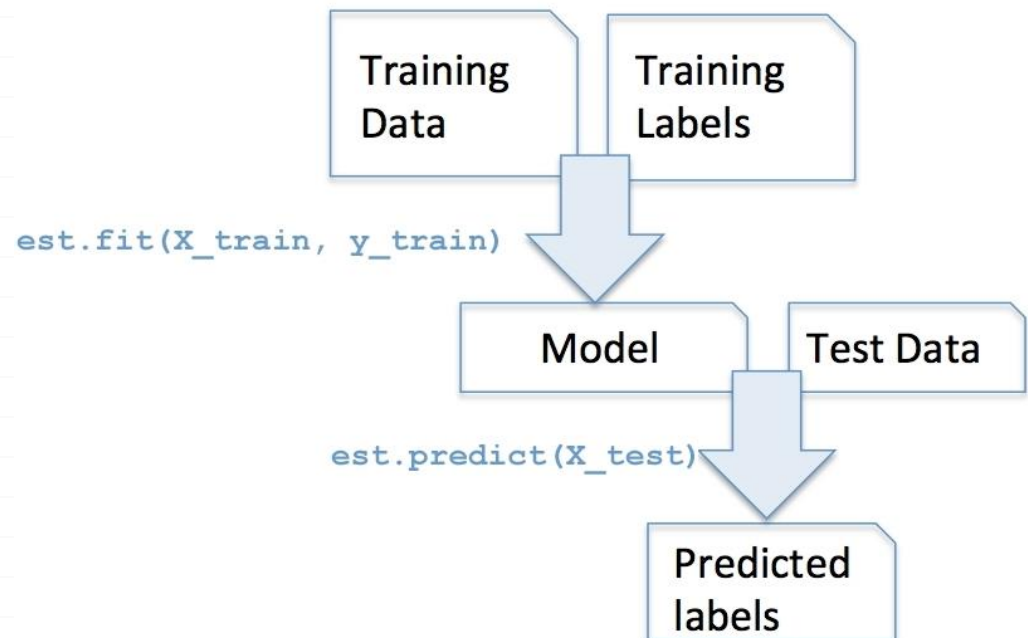 Training
Data
Training
Labels
est.fit(X_train, y_train)
Model
Test Data
est.predict(X_test)
Predicted
labels